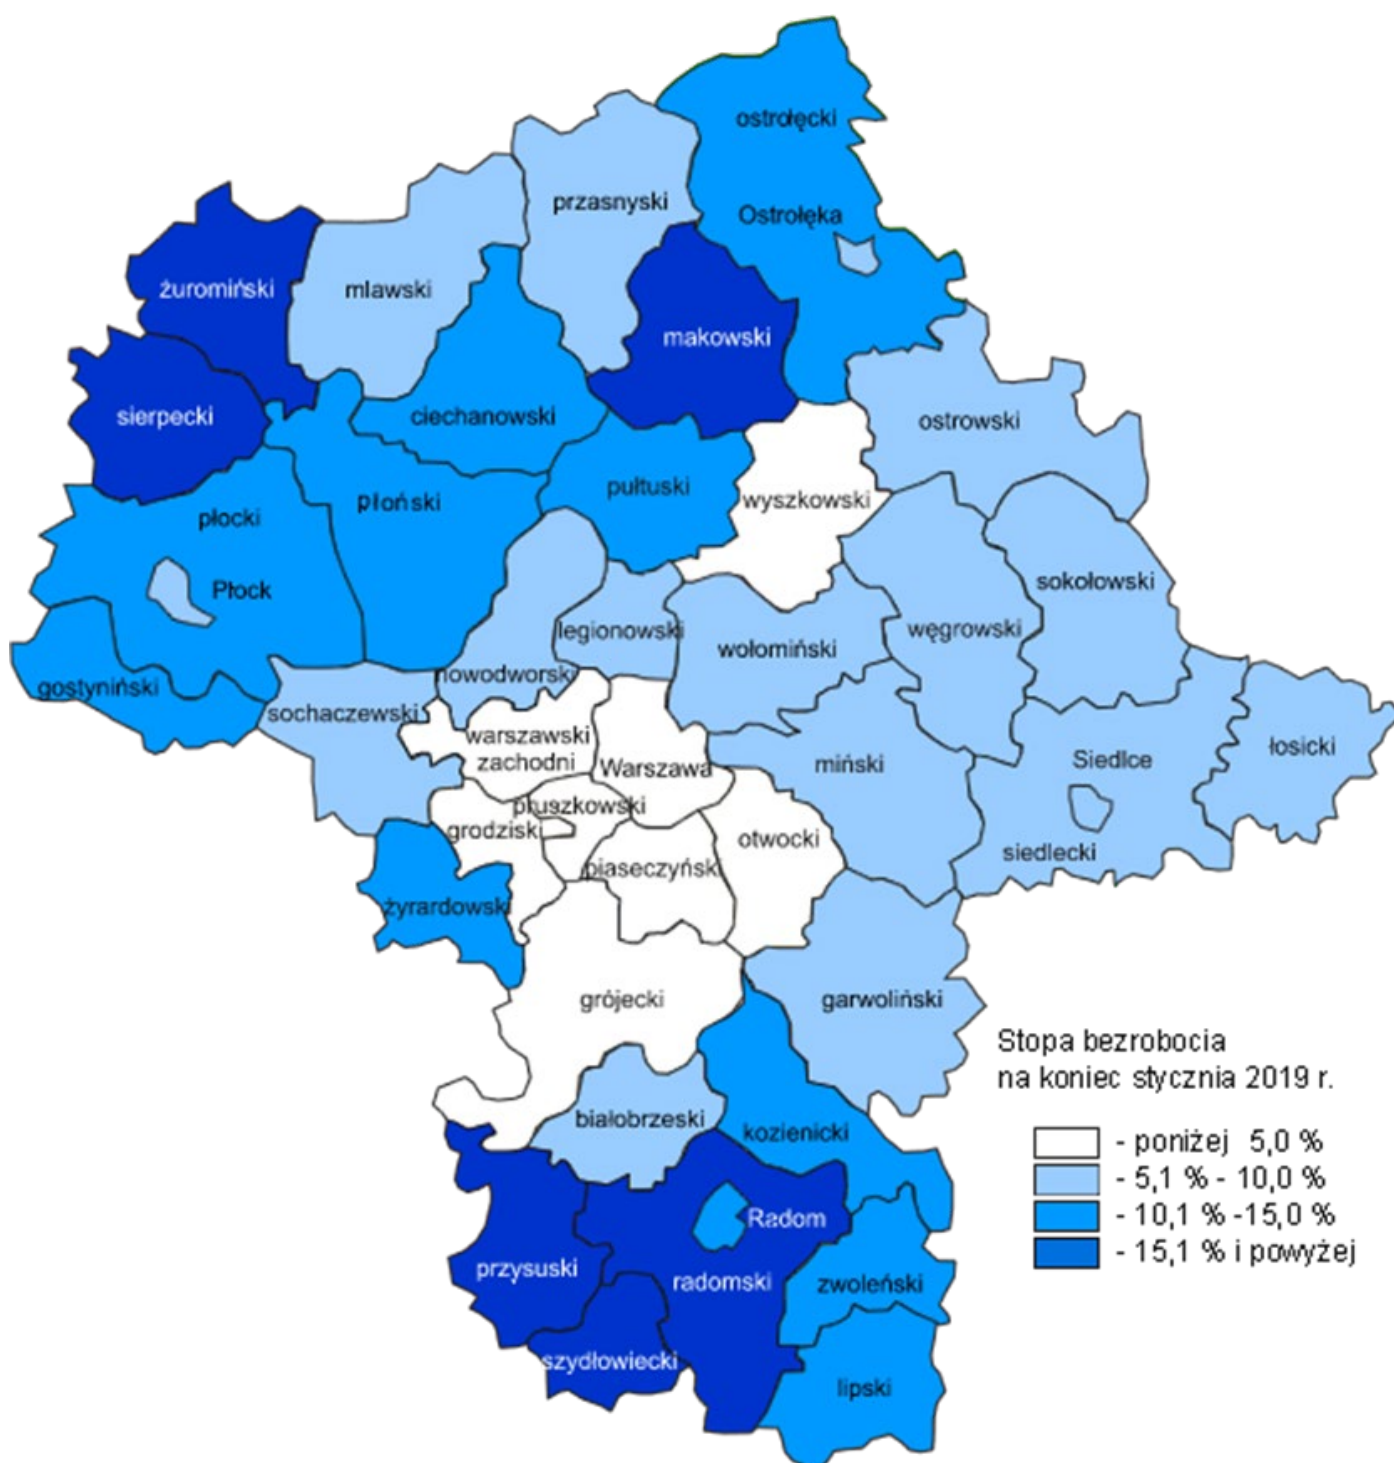 ostrołęcki
przasnyski
Ostrołęka
żuromiński
mlawski
makowski
sierpecki
ciechanowski
ostrowski
pułtuski
wyszkowski
płoński
płocki
sokołowski
Płock
legionowski
węgrowski
wołomiński
nowodworski
gostyniński
sochaczewski
warszawski
zachodni
Warszawa
miński
Siedlce
łosicki
pruszkowski
grodziski
otwocki
siedlecki
piaseczyński
żyrardowski
grójecki
garwoliński
Stopa bezrobocia
na koniec stycznia 2019 r.
białobrzeski
kozienicki
- poniżej 5,0 %
- 5,1 % - 10,0 %
- 10,1 % -15,0 %
- 15,1 % i powyżej
Radom
przysuski
radomski
zwoleński
szydłowiecki
lipski